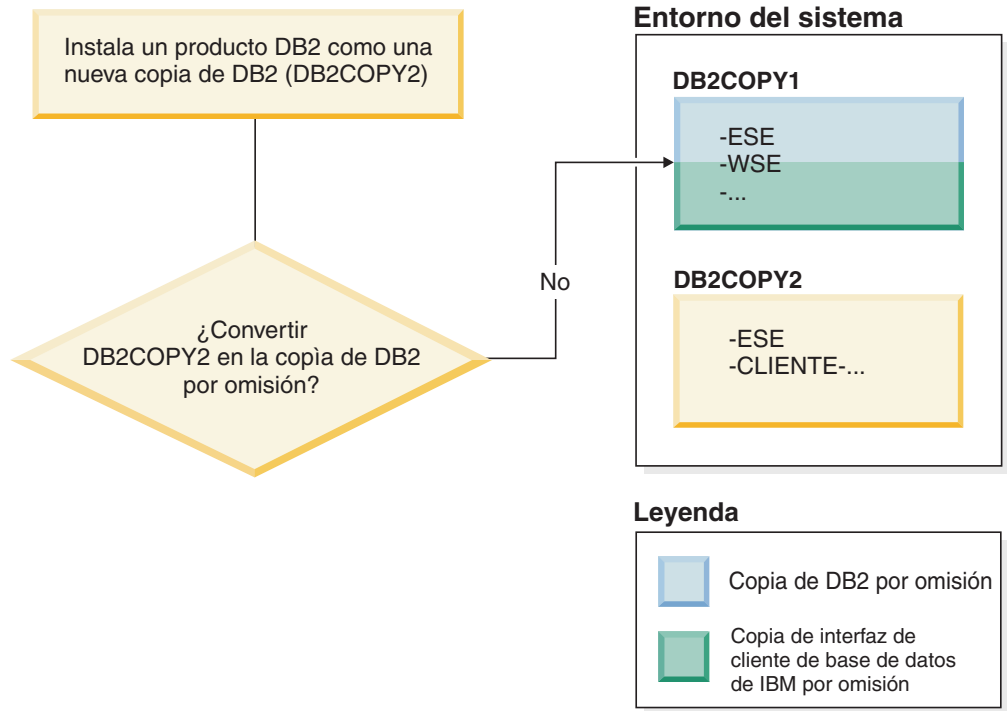 Instala un producto DB2 como una
nueva copia de DB2 (DB2COPY2)
¿Convertir
DB2COPY2 en la copìa de DB2
por omisión?
No
Entorno del sistema
DB2COPY1
-ESE
-WSE
-...
DB2COPY2
-ESE
-CLIENTE-...
Leyenda
Copia de DB2 por omisión
Copia de interfaz de
cliente de base de datos
de IBM por omisión